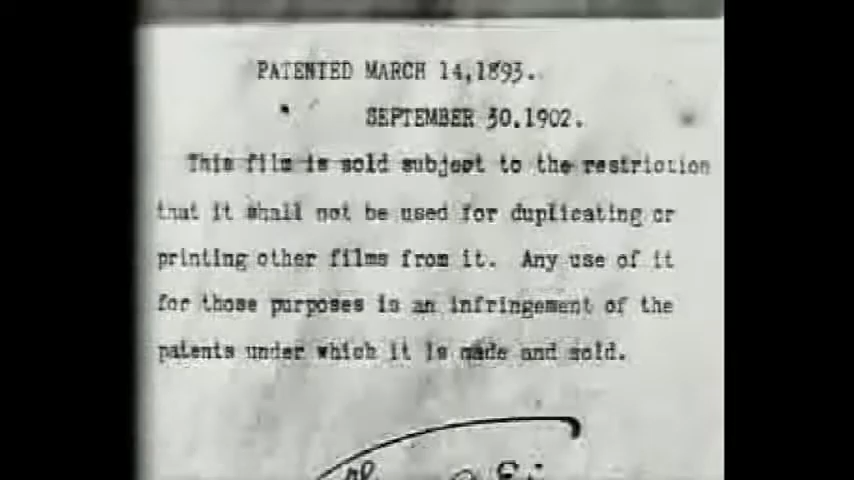 PATENTED MARCH 14,1893.
SEPTEMBER 30.1902.
This film is sold subject to the restriction
that it shall not be used for duplicating or
printing other films from it. Any use of it
for those purposes is an infringement of the
patents under which it is made and sold.